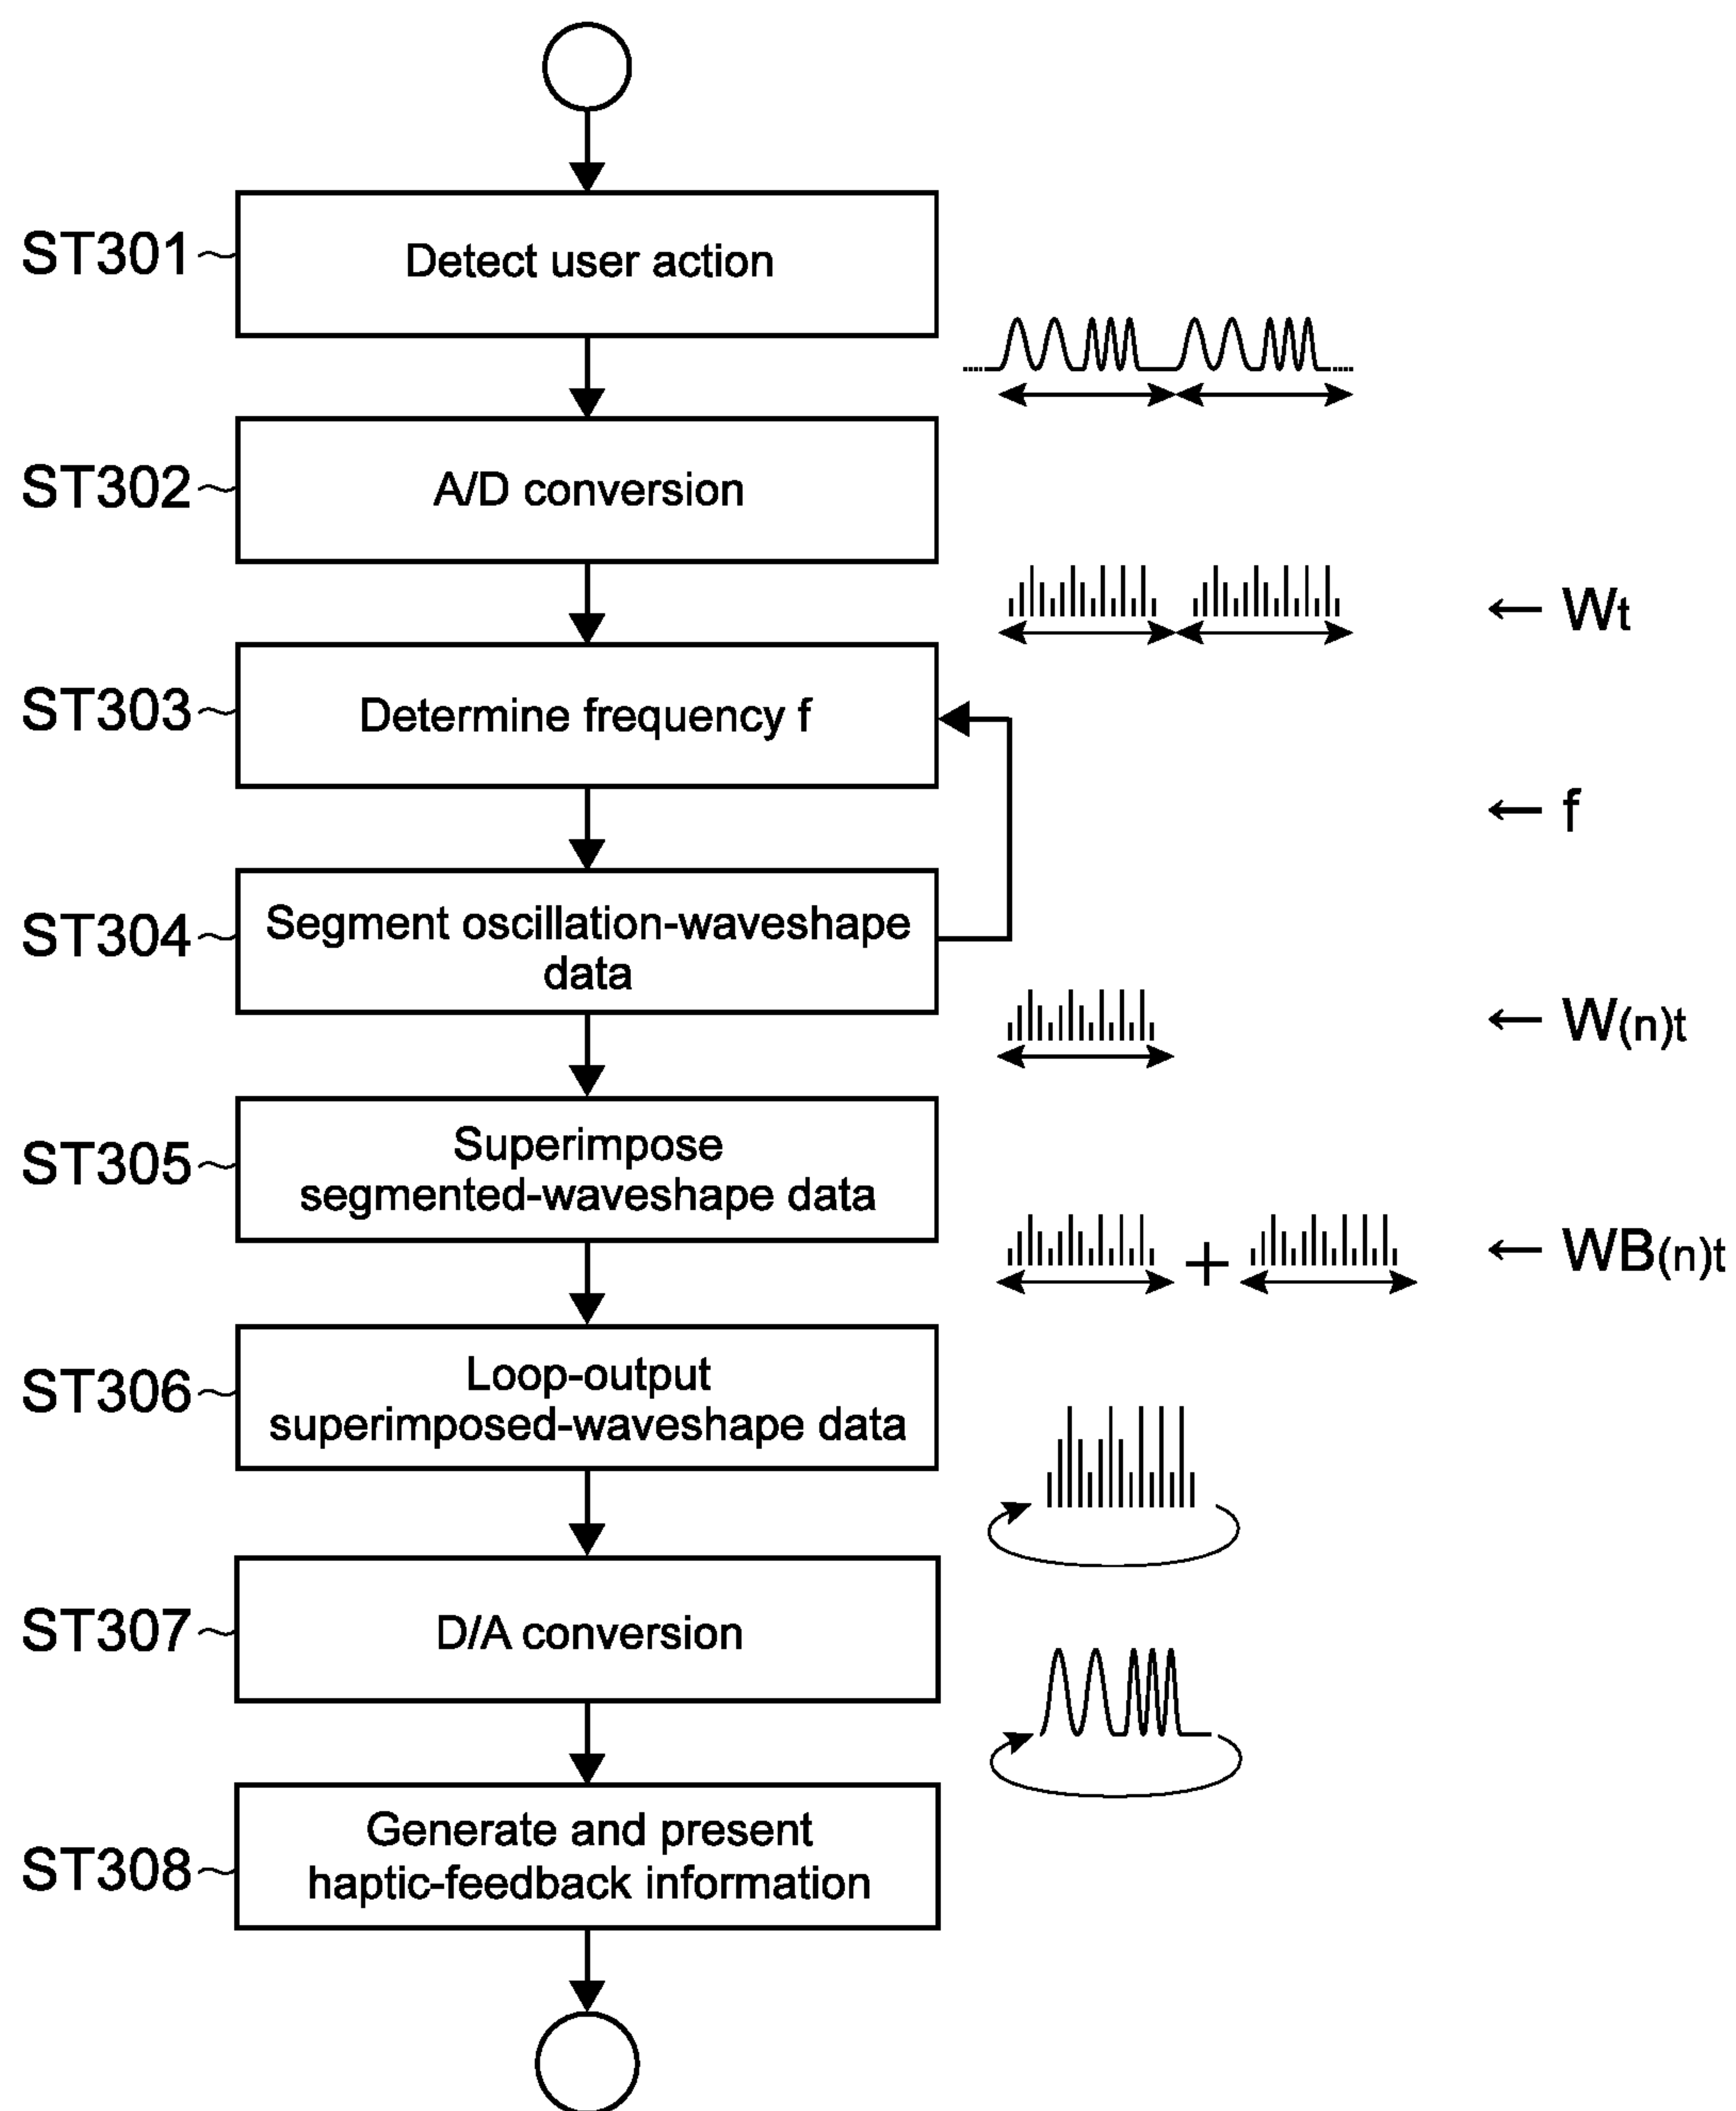 ST301
Detect user action
ST302
A/D conversion
Wt
ST303
Determine frequency f
f
ST304
Segment oscillation-waveshape
data
W(n)t
ST305
Superimpose
segmented-waveshape data
WB(n)t
ST306
Loop-output
superimposed-waveshape data
ST307
D/A conversion
ST308
Generate and present
haptic-feedback information